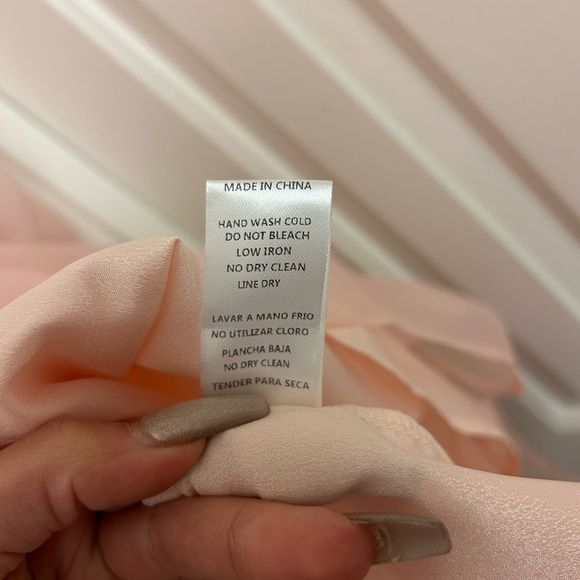 MADE IN CHINA
HAND WASH COLD
DO NOT BLEACH
LOW IRON
NO DRY CLEAN
LINE DRY
LAVAR A MANO FRIO
NO UTILIZAR CLORO
PLANCHA BAJA
NO DRY CLEAN
TENDER PARA SECA